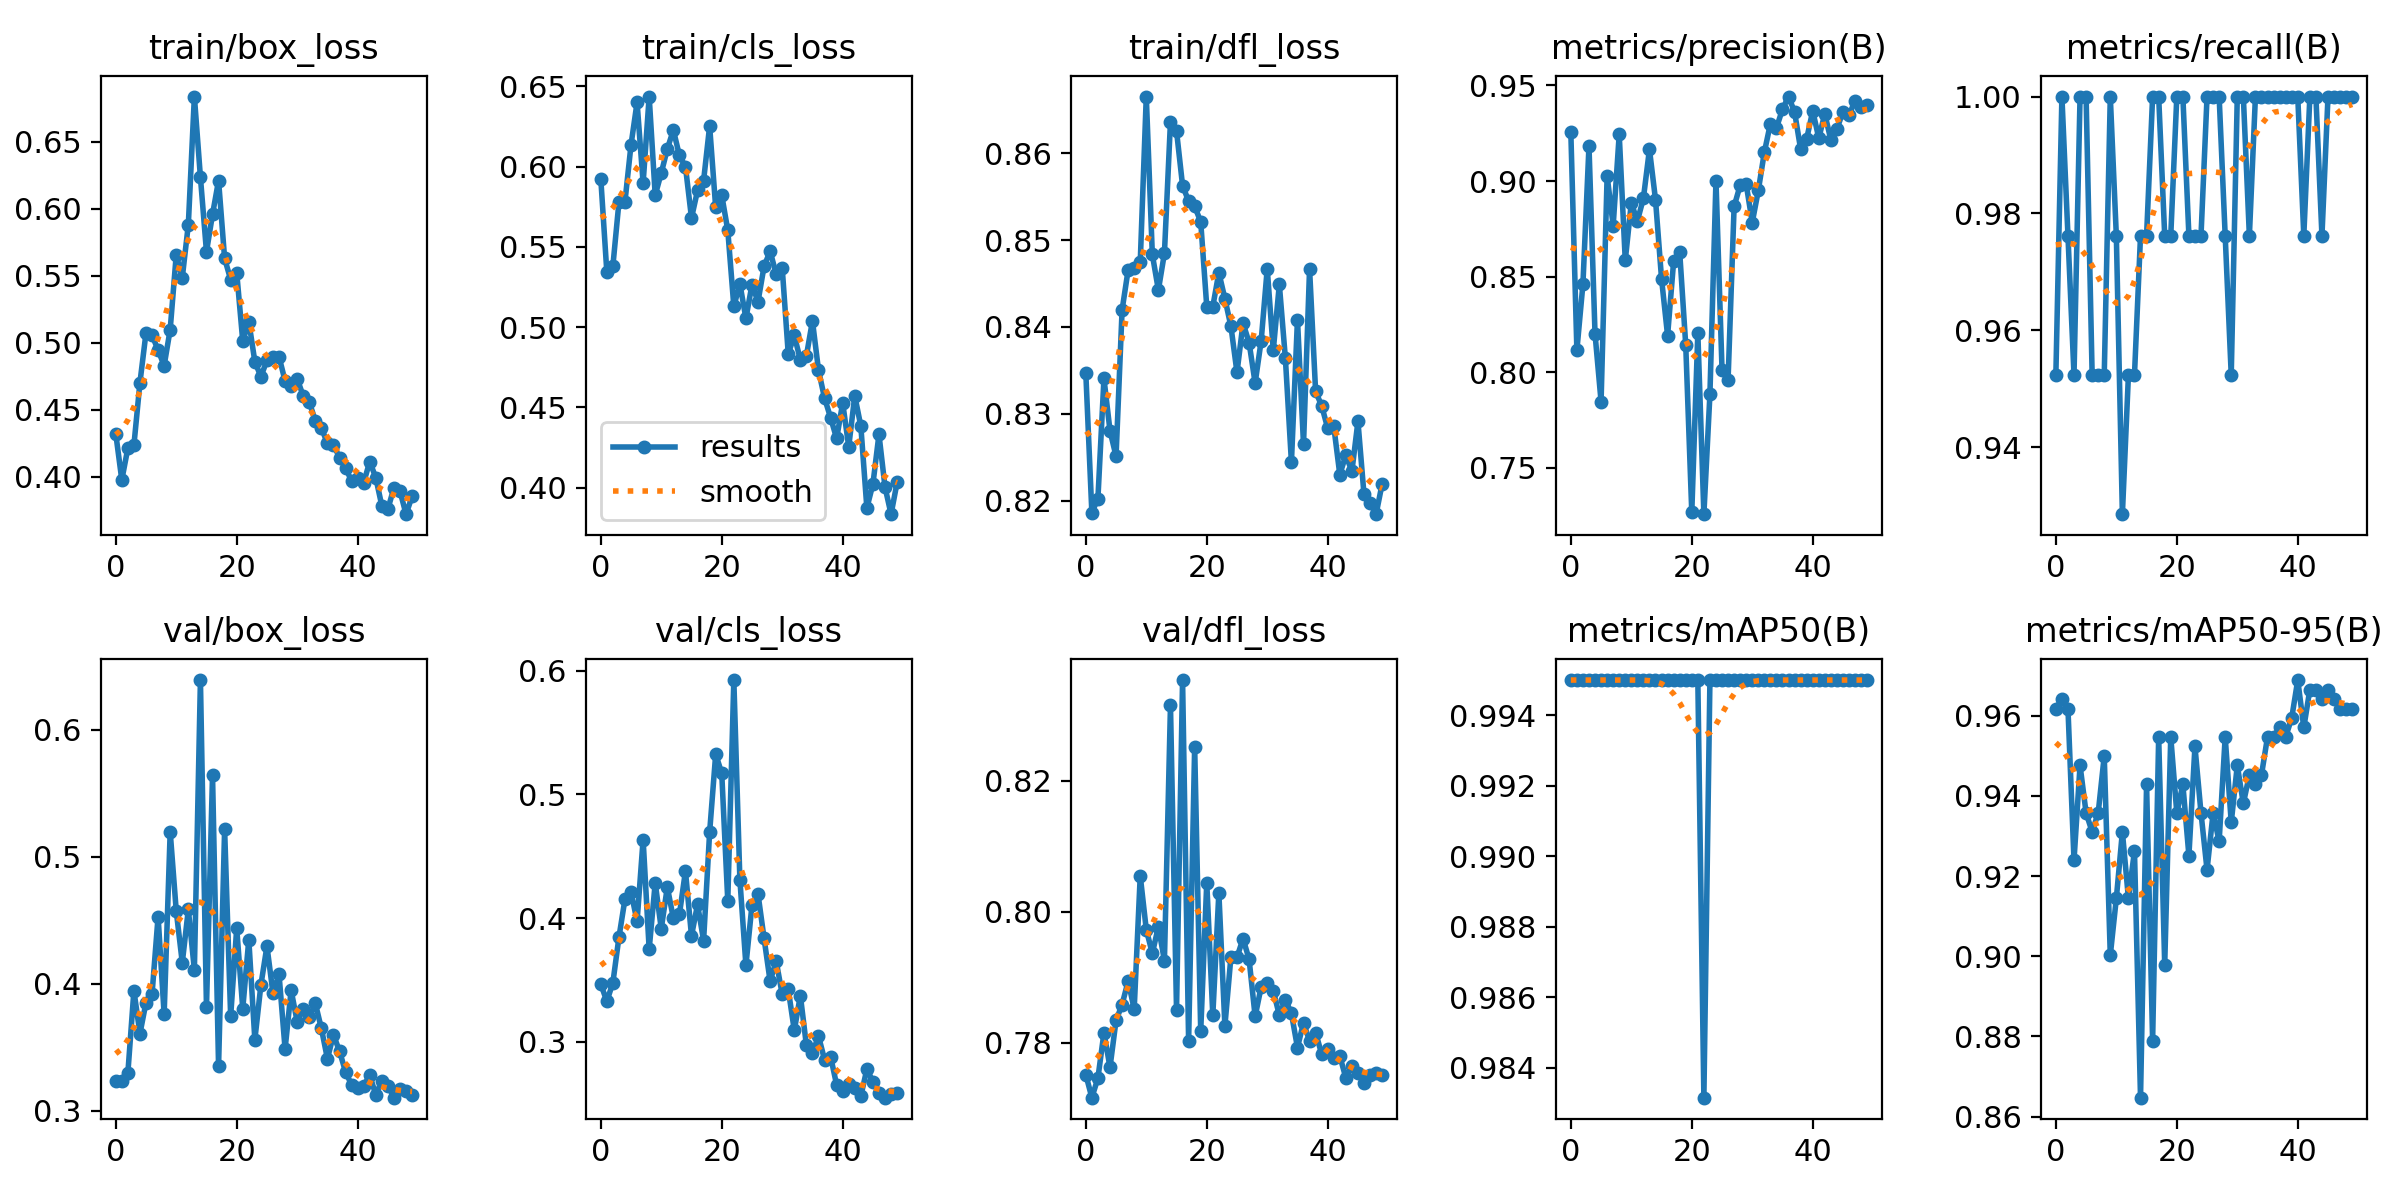 train/box_loss
0.65
0.60
0.55
0.50
0.45
0.40
0 20 40
train/cls_loss
0.65
0.60
0.55
0.50
0.45
0.40
results
smooth
0 20 40
train/dfl_loss
0.86
0.85
0.84
0.83
0.82
0 20 40
metrics/precision(B)
0.95
0.90
0.85
0.80
0.75
0 20 40
metrics/recall(B)
1.00
0.98
0.96
0.94
0 20 40
val/box_loss
0.6
0.5
0.4
0.3
0 20 40
val/cls_loss
0.6
0.5
0.4
0.3
0 20 40
val/dfl_loss
0.82
0.80
0.78
0 20 40
metrics/mAP50(B)
0.994
0.992
0.990
0.988
0.986
0.984
0 20 40
metrics/mAP50-95(B)
0.96
0.94
0.92
0.90
0.88
0.86
0 20 40